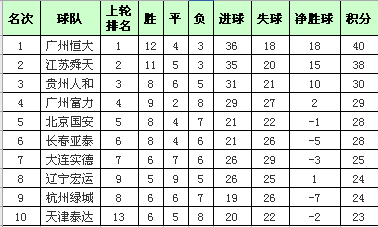 名次 球队 上轮排名 胜 平 负 进球 失球 净胜球 积分
1 广州恒大 1 12 4 3 36 18 18 40
2 江苏舜天 2 11 5 3 35 20 15 38
3 贵州人和 3 8 6 5 31 21 10 30
4 广州富力 4 9 2 8 29 27 2 29
5 北京国安 5 8 4 7 21 22 -1 28
6 长春亚泰 6 8 4 6 21 26 -5 28
7 大连实德 7 6 7 6 26 29 -3 25
8 辽宁宏运 9 5 9 5 26 25 1 24
9 杭州绿城 8 6 6 7 19 26 -7 24
10 天津泰达 13 6 5 8 20 22 -2 23